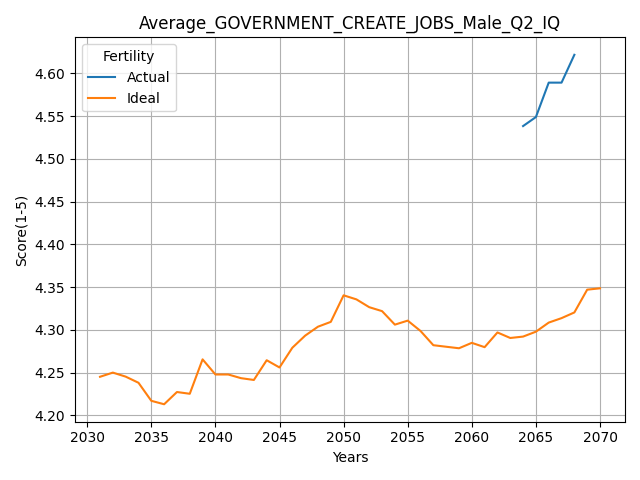 Average_GOVERNMENT_CREATE_JOBS_Male_Q2_IQ
Fertility
Actual
Ideal
4.60
4.55
4.50
4.45
4.40
4.35
4.30
4.25
4.20
Score(1-5)
2030 2035 2040 2045 2050 2055 2060 2065 2070
Years